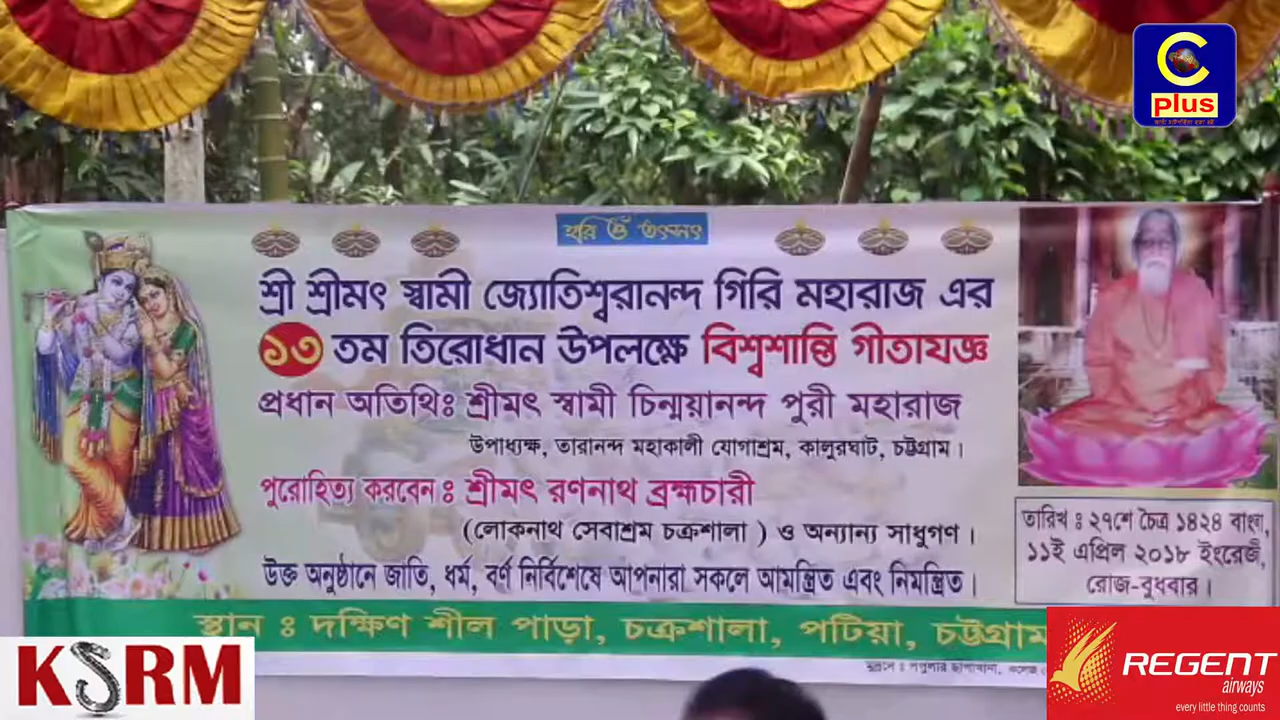 C
plus
হরি ওঁ তৎসৎ
শ্রী শ্রীমৎ স্বামী জ্যোতিশ্বরানন্দ গিরি মহারাজ এর
১৩ তম তিরোধান উপলক্ষে বিশ্বশান্তি গীতাযজ্ঞ
প্রধান অতিথিঃ শ্রীমৎ স্বামী চিন্ময়ানন্দ পুরী মহারাজ
উপাধ্যক্ষ, তারানন্দ মহাকালী যোগাশ্রম, কালুরঘাট, চট্টগ্রাম।
পুরোহিত্য করবেন ঃ শ্রীমৎ রণনাথ ব্রহ্মচারী
(লোকনাথ সেবাশ্রম চক্রশালা ) ও অন্যান্য সাধুগণ।
উক্ত অনুষ্ঠানে জাতি, ধর্ম, বর্ণ নির্বিশেষে আপনারা সকলে আমন্ত্রিত এবং নিমন্ত্রিত।
তারিখ ঃ ২৭শে চৈত্র ১৪২৪ বাংলা,
১১ই এপ্রিল ২০১৮ ইংরেজী,
রোজ-বুধবার।
স্থান ঃ দক্ষিণ শীল পাড়া, চক্রশালা, পটিয়া, চট্টগ্রাম
মুদ্রনে ঃ পপুলার ছাপাখানা, কলেজ
KSRM
REGENT
airways
every little thing counts